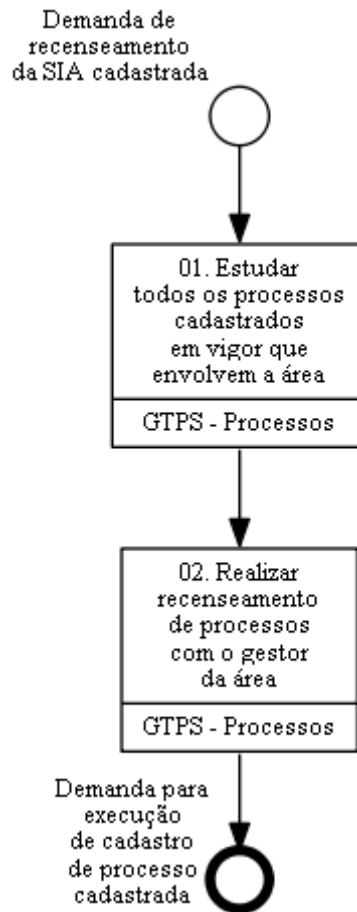 Demanda de
recenseamento
da SIA cadastrada
01. Estudar
todos os processos
cadastrados
em vigor que
envolvem a área
GTPS - Processos
02. Realizar
recenseamento
de processos
com o gestor
da área
GTPS - Processos
Demanda para
execução
de cadastro
de processo
cadastrada